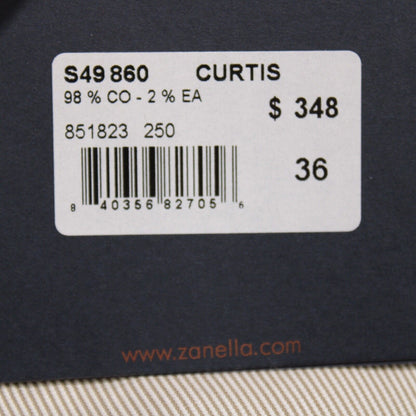 S49 860 CURTIS
98 % CO - 2 % EA
$ 348
851823 250
36
8 40356 82705 6
www.zanella.com